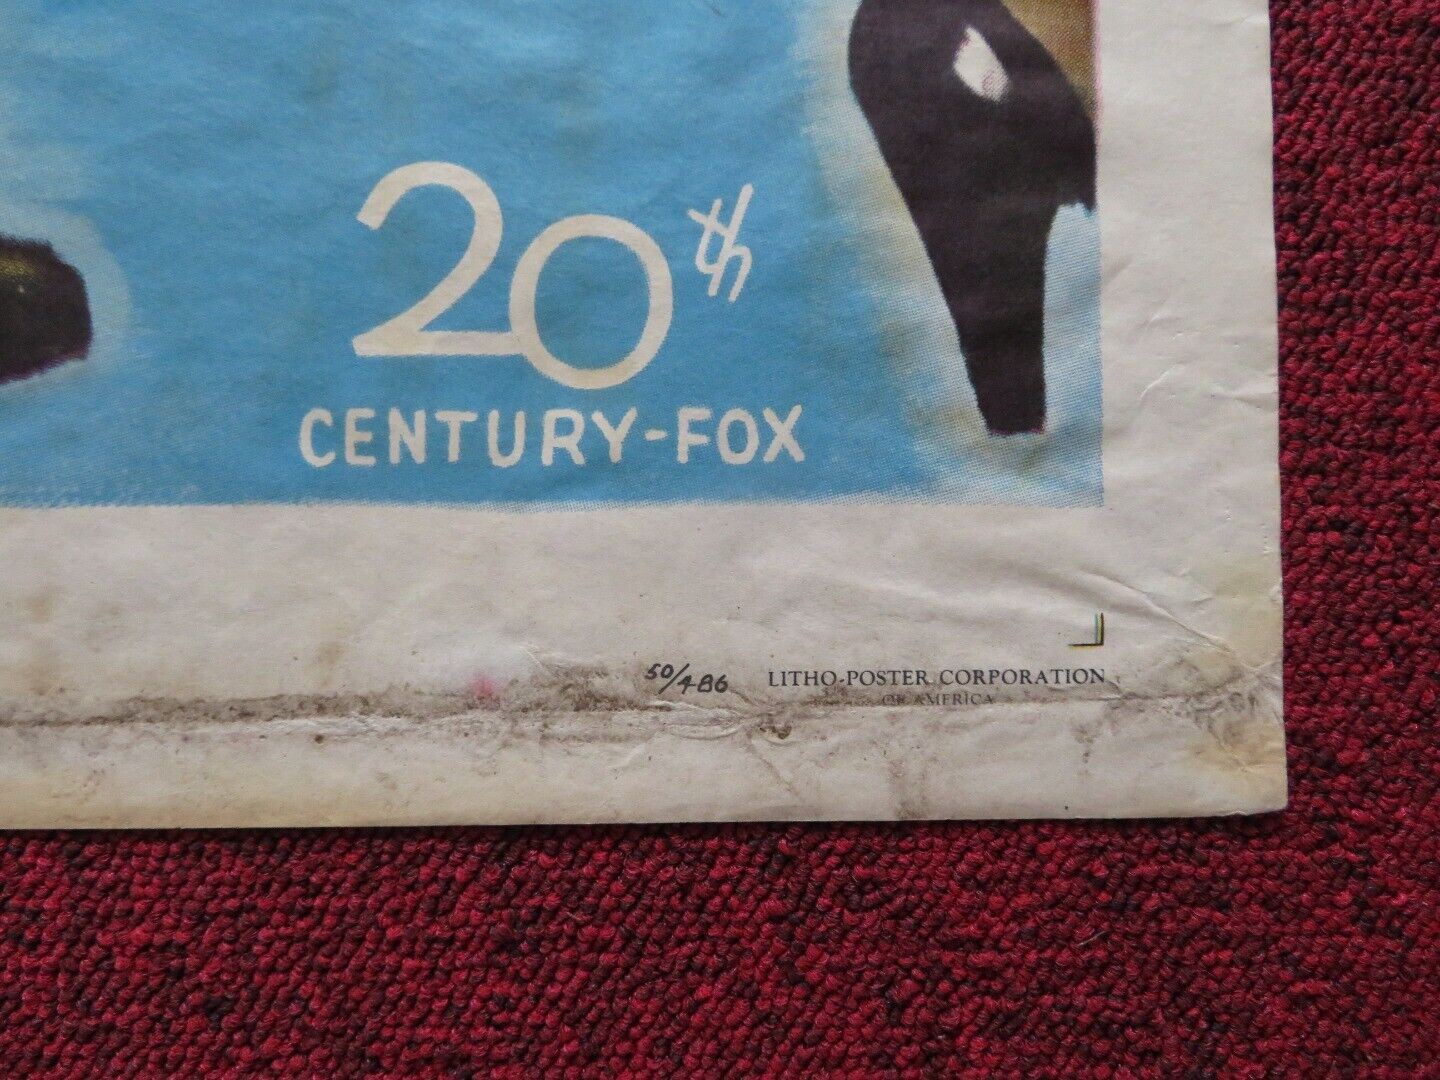 20th
CENTURY-FOX
50/486 LITHO-POSTER CORPORATION
OF AMERICA